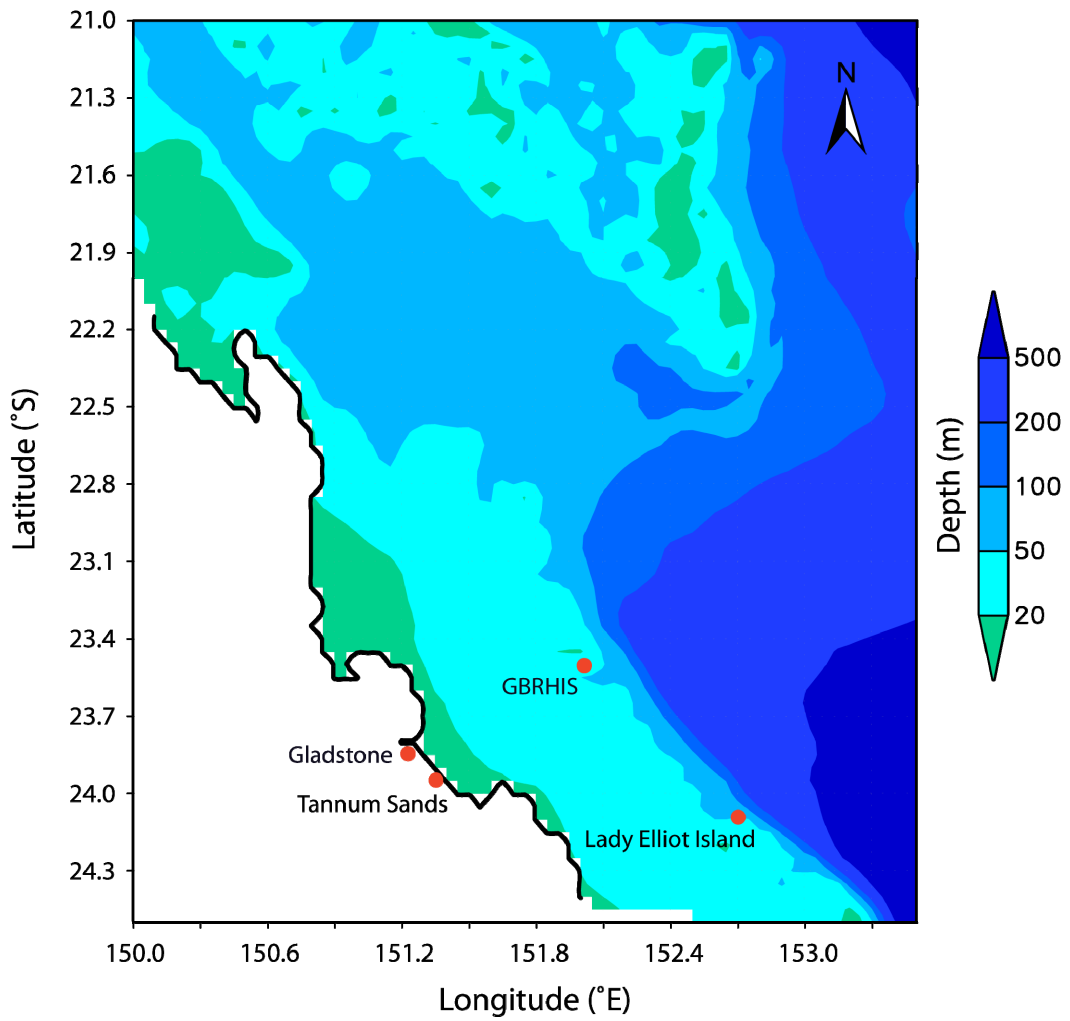 21.0
21.3
21.6
21.9
22.2
22.5
22.8
23.1
23.4
23.7
24.0
24.3
Latitude (˚S)
N
GBRHIS
Gladstone
Tannum Sands
Lady Elliot Island
150.0 150.6 151.2 151.8 152.4 153.0
Longitude (˚E)
Depth (m)
500
200
100
50
20